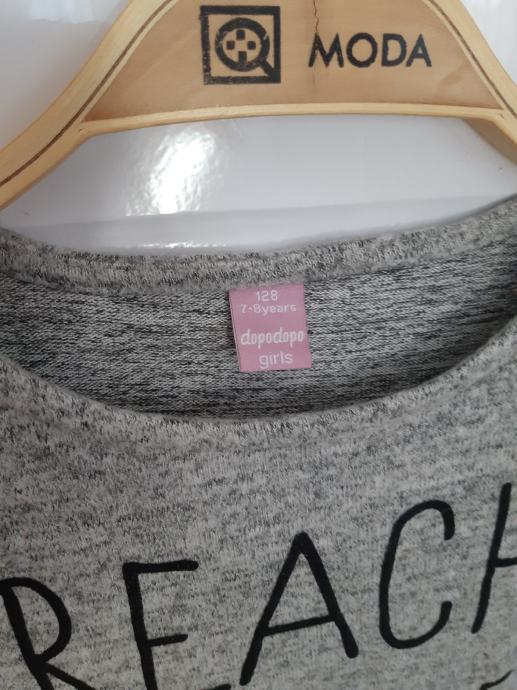 MODA
128
7-8years
dopodopo
girls
REACH